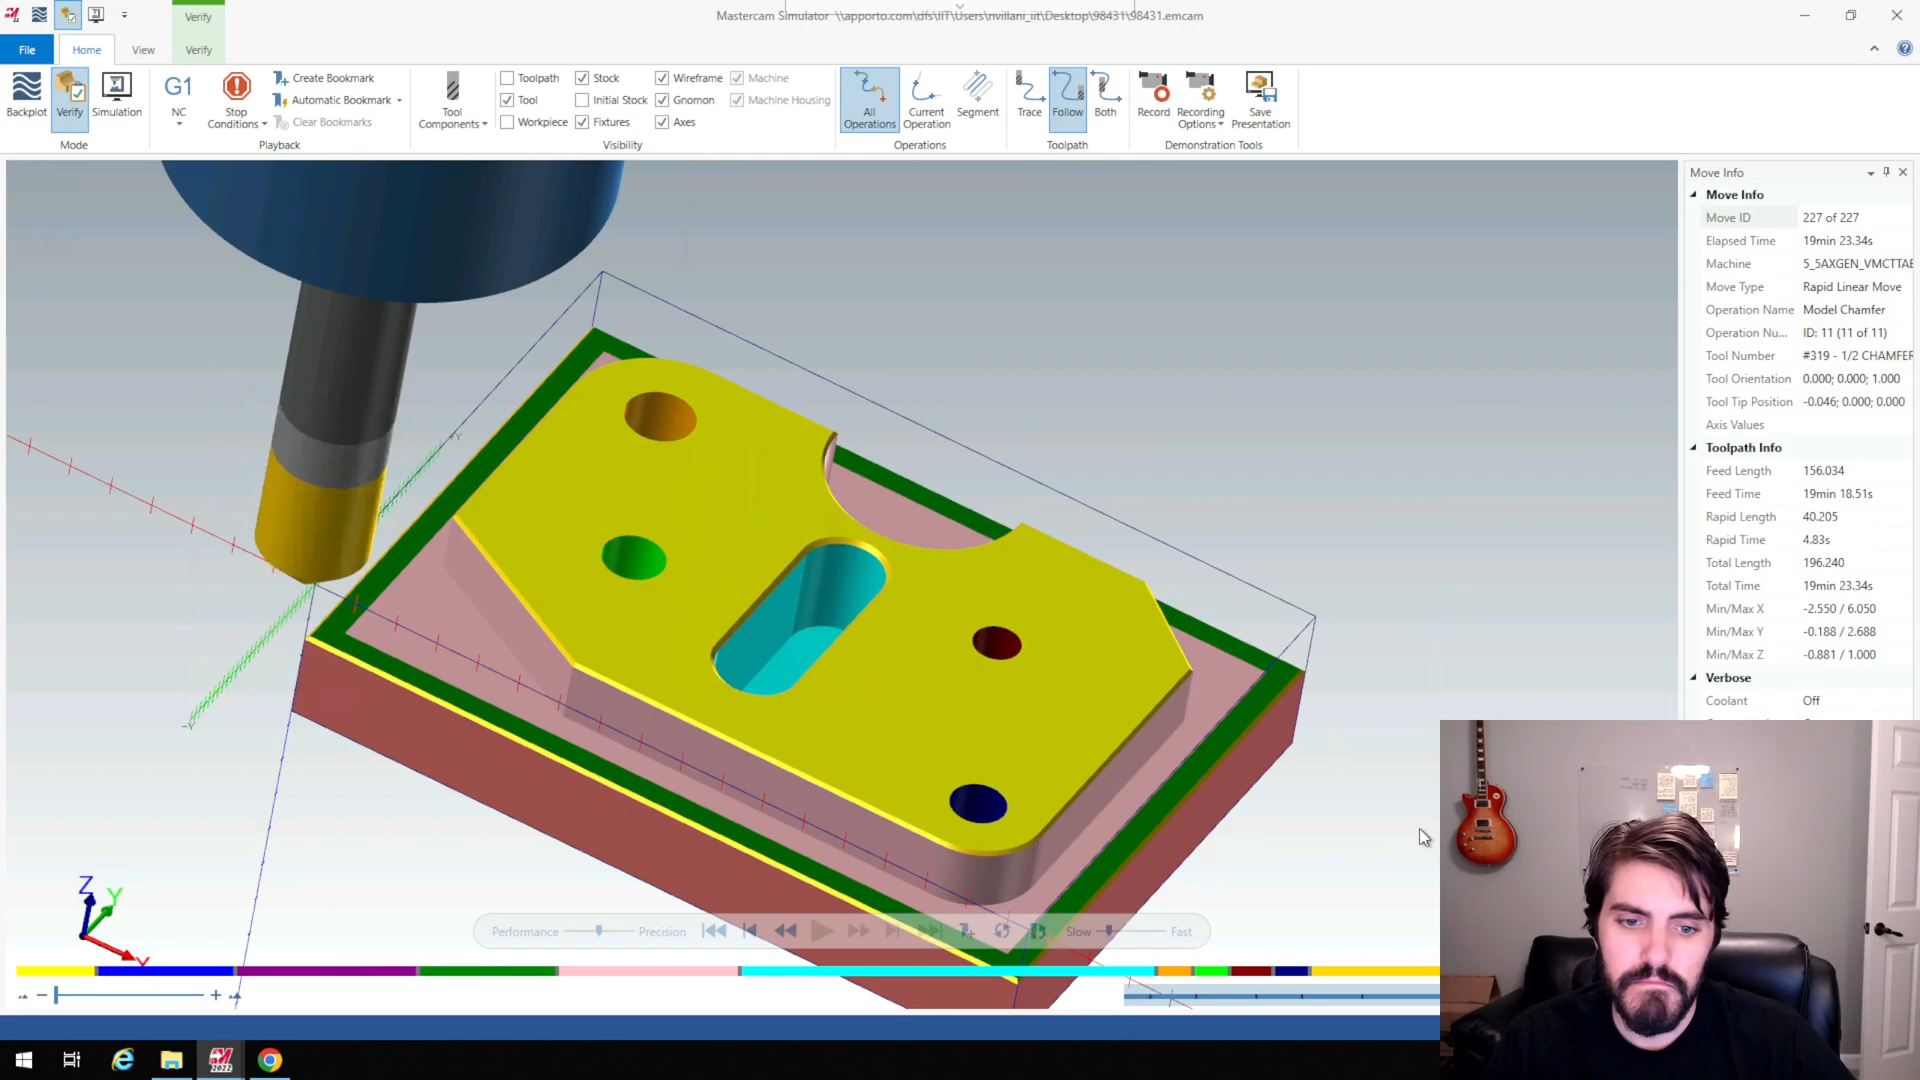 Verify
Mastercam Simulator \\apporto.com\dfs\IIT\Users\nvillani_iit\Desktop\98431\98431.emcam
File
Home
View
Verify
Backplot
Verify
Simulation
Mode
G1
NC
Stop Conditions
Create Bookmark
Automatic Bookmark
Clear Bookmarks
Playback
Tool Components
Toolpath
Stock
Wireframe
Machine
Tool
Initial Stock
Gnomon
Machine Housing
Workpiece
Fixtures
Axes
Visibility
All Operations
Current Operation
Segment
Operations
Trace
Follow
Both
Toolpath
Record
Recording Options
Save Presentation
Demonstration Tools
Move Info
Move Info
Move ID 227 of 227
Elapsed Time 19min 23.34s
Machine 5_5AXGEN_VMCTTAE
Move Type Rapid Linear Move
Operation Name Model Chamfer
Operation Nu... ID: 11 (11 of 11)
Tool Number #319 - 1/2 CHAMFER
Tool Orientation 0.000; 0.000; 1.000
Tool Tip Position -0.046; 0.000; 0.000
Axis Values
Toolpath Info
Feed Length 156.034
Feed Time 19min 18.51s
Rapid Length 40.205
Rapid Time 4.83s
Total Length 196.240
Total Time 19min 23.34s
Min/Max X -2.550 / 6.050
Min/Max Y -0.188 / 2.688
Min/Max Z -0.881 / 1.000
Verbose
Coolant Off
+Y
-Y
Z
Y
X
Performance
Precision
Slow
Fast
2022